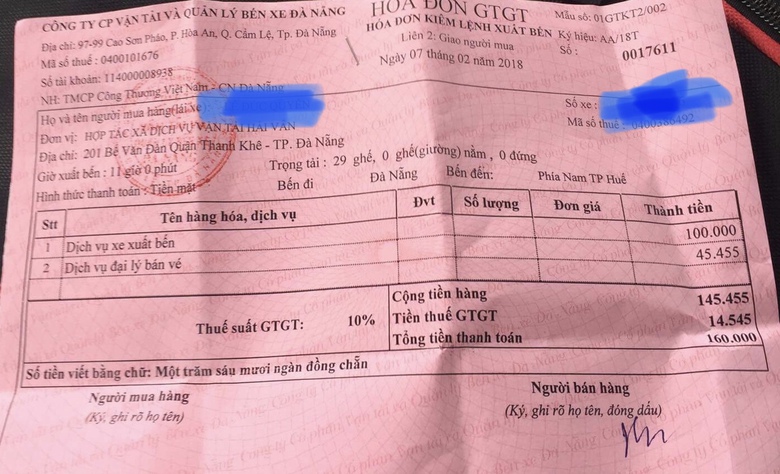 CÔNG TY CP VẬN TẢI VÀ QUẢN LÝ BẾN XE ĐÀ NẴNG
Địa chỉ: 97-99 Cao Sơn Pháo, P. Hòa An, Q. Cẩm Lệ, Tp. Đà Nẵng
Mã số thuế : 0400101676
Số tài khoản: 114000008938
NH: TMCP Công Thương Việt Nam - CN Đà Nẵng
HÓA ĐƠN GTGT
HÓA ĐƠN KIÊM LỆNH XUẤT BẾN
Liên 2: Giao người mua
Ngày 07 tháng 02 năm 2018
Mẫu số: 01GTKT2/002
Ký hiệu: AA/18T
Số : 0017611
Họ và tên người mua hàng(lái xe)
Số xe :
Đơn vị: HỢP TÁC XÃ DỊCH VỤ VẬN TẢI HẢI VÂN
Mã số thuế :
Địa chỉ: 201 Bế Văn Đàn Quận Thanh Khê - TP. Đà Nẵng
Giờ xuất bến : 11 giờ 0 phút
Trọng tải : 29 ghế, 0 ghế(giường) nằm , 0 đứng
Hình thức thanh toán : Tiền mặt
Bến đi Đà Nẵng Bến đến: Phía Nam TP Huế
Stt Tên hàng hóa, dịch vụ Đvt Số lượng Đơn giá Thành tiền
1 Dịch vụ xe xuất bến 100.000
2 Dịch vụ đại lý bán vé 45.455
Cộng tiền hàng 145.455
Thuế suất GTGT: 10% Tiền thuế GTGT 14.545
Tổng tiền thanh toán 160.000
Số tiền viết bằng chữ: Một trăm sáu mươi ngàn đồng chẵn
Người mua hàng
(Ký, ghi rõ họ tên)
Người bán hàng
(Ký, ghi rõ họ tên, đóng dấu)